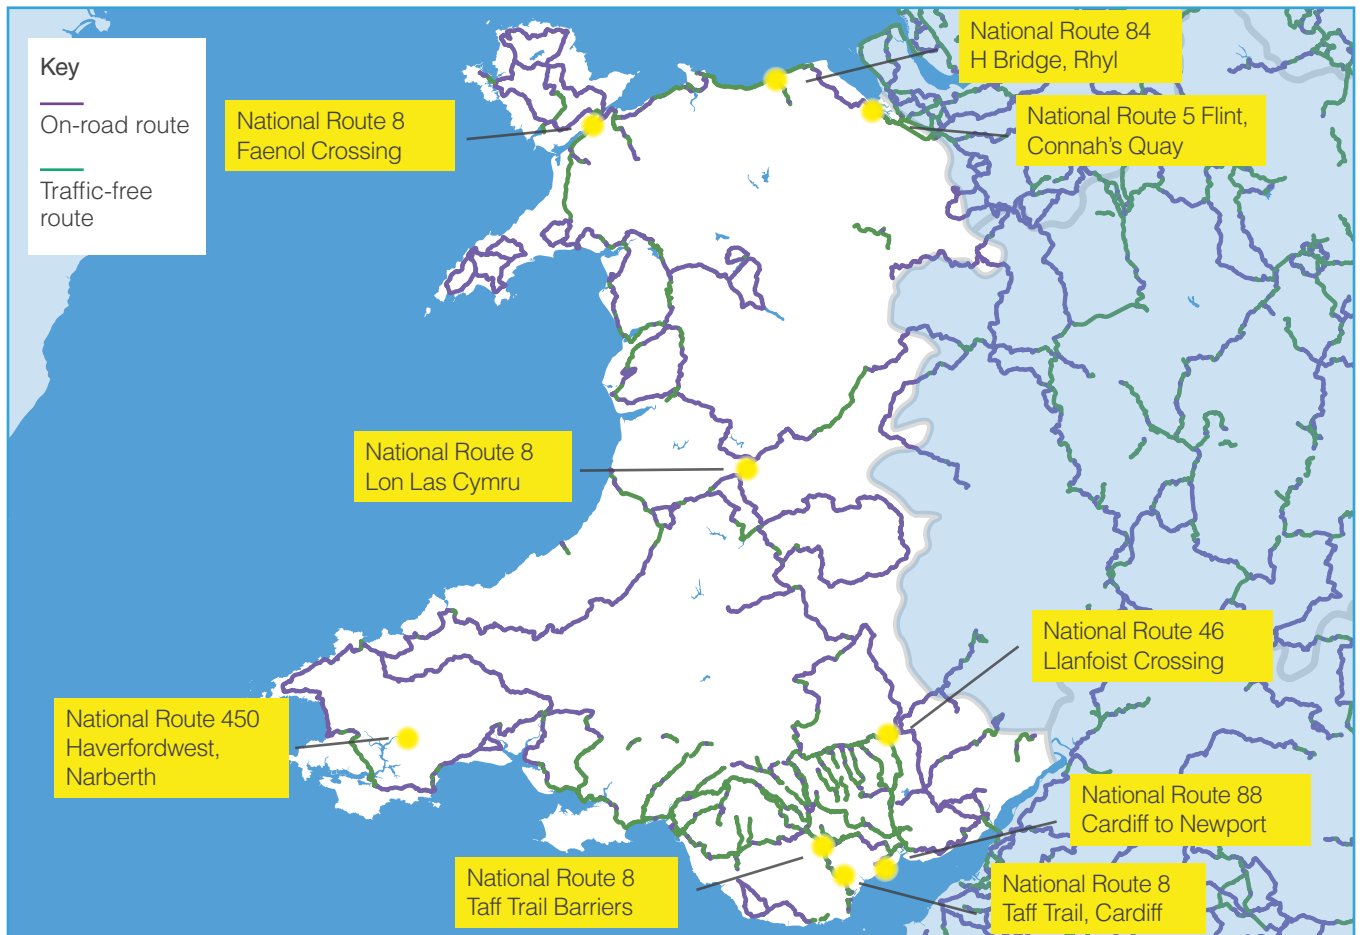 Key
On-road route
Traffic-free
route
National Route 84
H Bridge, Rhyl
National Route 8
Faenol Crossing
National Route 5 Flint,
Connah's Quay
National Route 8
Lon Las Cymru
National Route 46
Llanfoist Crossing
National Route 450
Haverfordwest,
Narberth
National Route 88
Cardiff to Newport
National Route 8
Taff Trail Barriers
National Route 8
Taff Trail, Cardiff